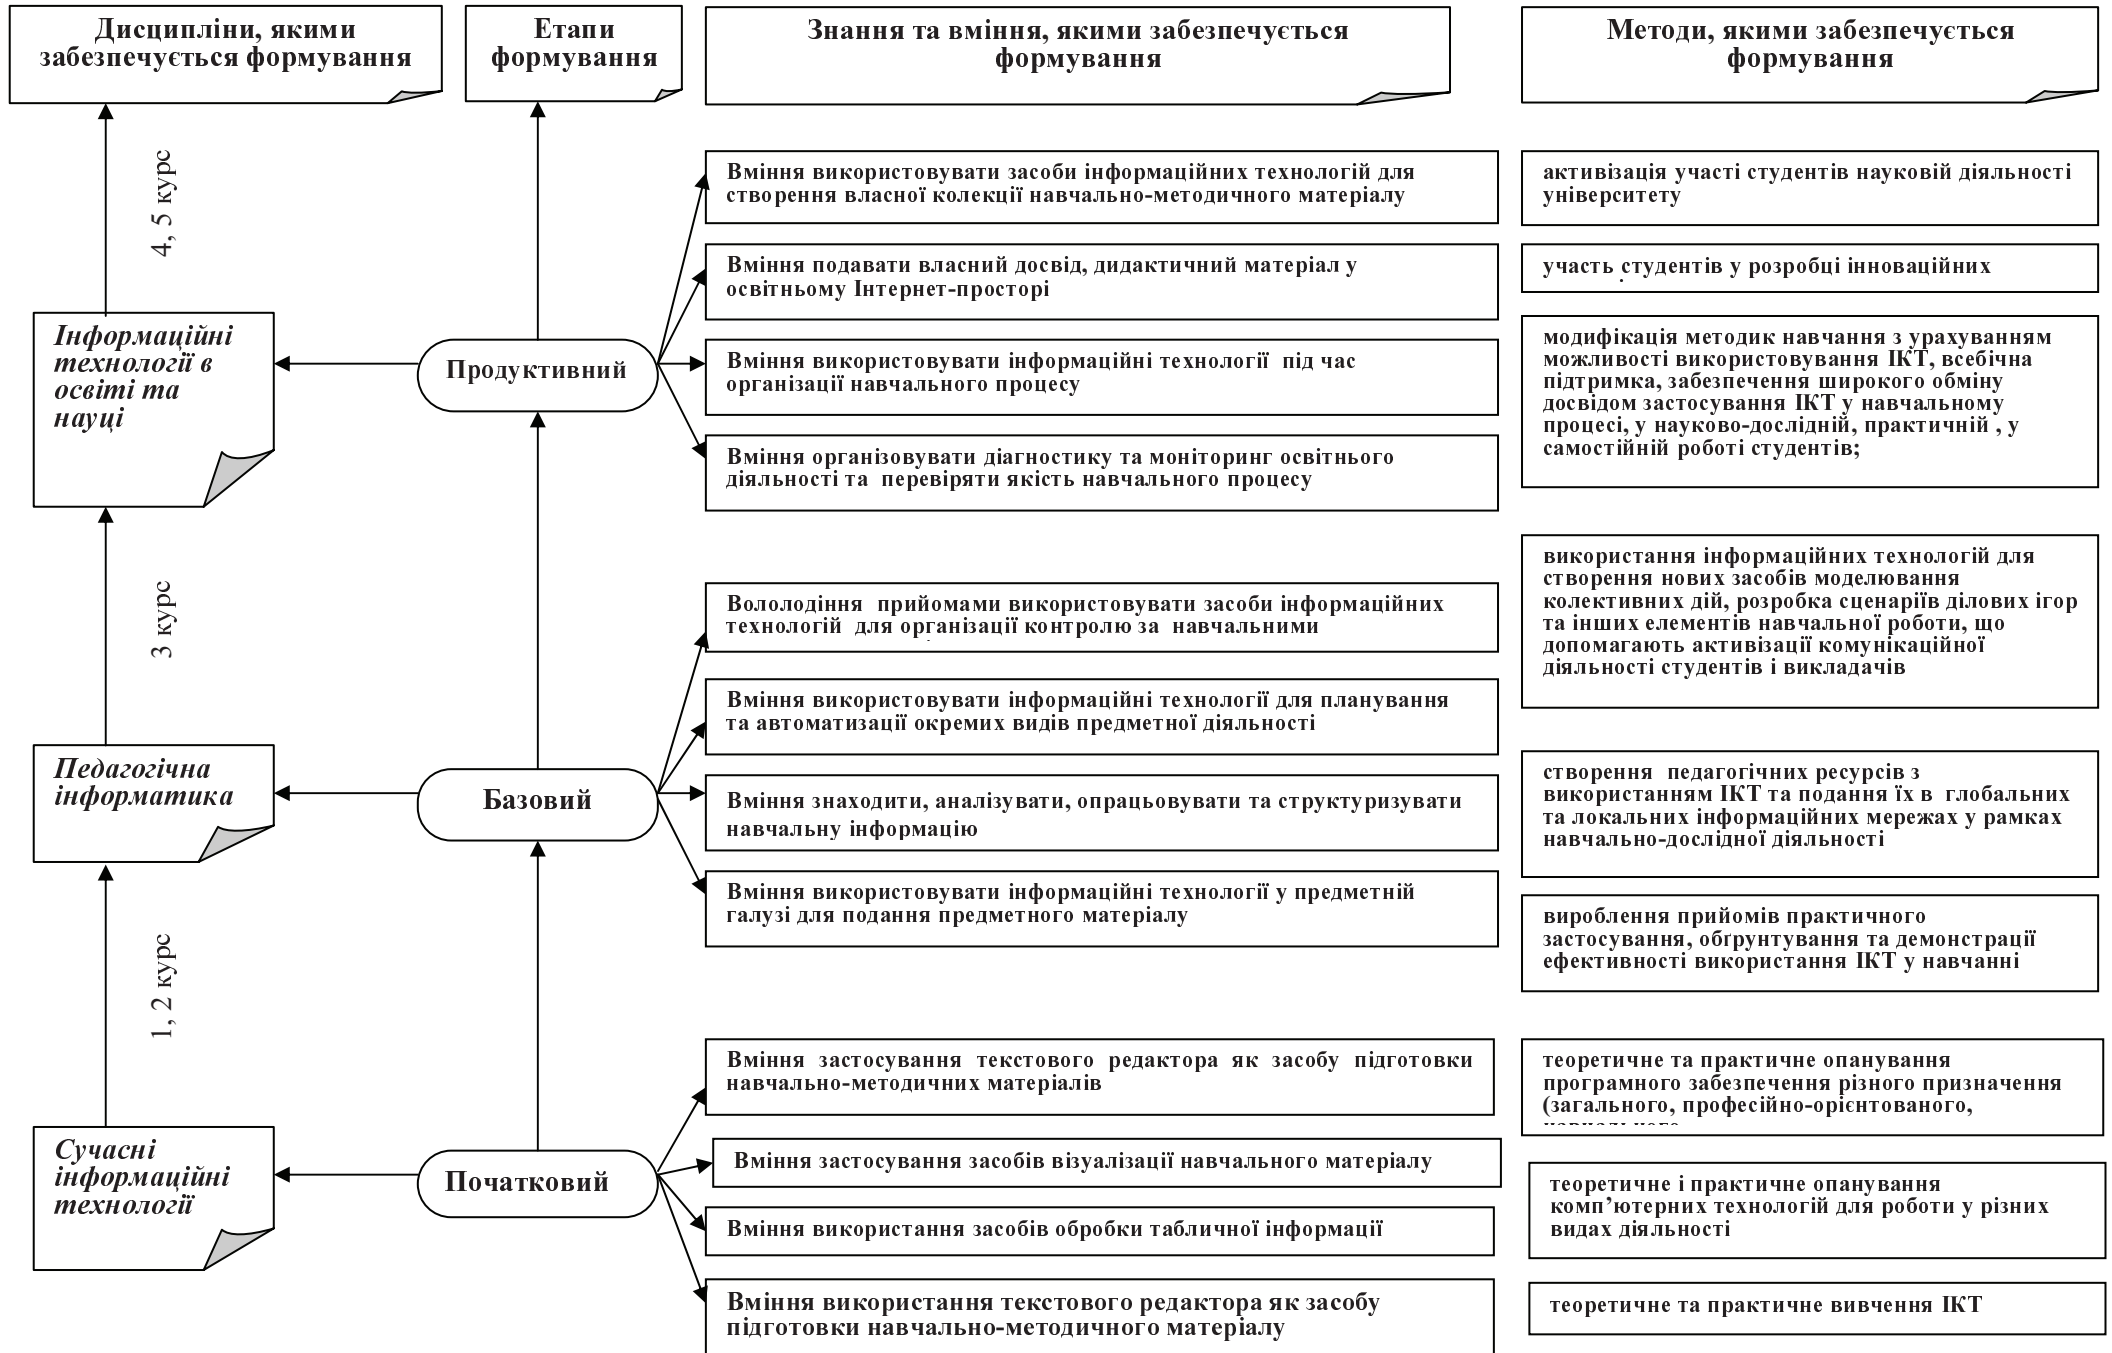 Дисципліни, якими
забезпечується формування
Етапи
формування
Знання та вміння, якими забезпечується
формування
Методи, якими забезпечується
формування
4, 5 курс
Інформаційні
технології в
освіті та
науці
Продуктивний
Вміння використовувати засоби інформаційних технологій для
створення власної колекції навчально-методичного матеріалу
Вміння подавати власний досвід, дидактичний матеріал у
освітньому Інтернет-просторі
Вміння використовувати інформаційні технології під час
організації навчального процесу
Вміння організовувати діагностику та моніторинг освітнього
діяльності та перевіряти якість навчального процесу
активізація участі студентів науковій діяльності
університету
участь студентів у розробці інноваційних
модифікація методик навчання з урахуванням
можливості використовування ІКТ, всебічна
підтримка, забезпечення широкого обміну
досвідом застосування ІКТ у навчальному
процесі, у науково-дослідній, практичній , у
самостійній роботі студентів;
3 курс
Педагогічна
інформатика
Базовий
Вололодіння прийомами використовувати засоби інформаційних
технологій для організації контролю за навчальними
Вміння використовувати інформаційні технології для планування
та автоматизації окремих видів предметної діяльності
Вміння знаходити, аналізувати, опрацьовувати та структуризувати
навчальну інформацію
Вміння використовувати інформаційні технології у предметній
галузі для подання предметного матеріалу
використання інформаційних технологій для
створення нових засобів моделювання
колективних дій, розробка сценаріїв ділових ігор
та інших елементів навчальної роботи, що
допомагають активізації комунікаційної
діяльності студентів і викладачів
створення педагогічних ресурсів з
використанням ІКТ та подання їх в глобальних
та локальних інформаційних мережах у рамках
навчально-дослідної діяльності
вироблення прийомів практичного
застосування, обґрунтування та демонстрації
ефективності використання ІКТ у навчанні
1, 2 курс
Сучасні
інформаційні
технології
Початковий
Вміння застосування текстового редактора як засобу підготовки
навчально-методичних матеріалів
Вміння застосування засобів візуалізації навчального матеріалу
Вміння використання засобів обробки табличної інформації
Вміння використання текстового редактора як засобу
підготовки навчально-методичного матеріалу
теоретичне та практичне опанування
програмного забезпечення різного призначення
(загального, професійно-орієнтованого,
теоретичне і практичне опанування
комп’ютерних технологій для роботи у різних
видах діяльності
теоретичне та практичне вивчення ІКТ